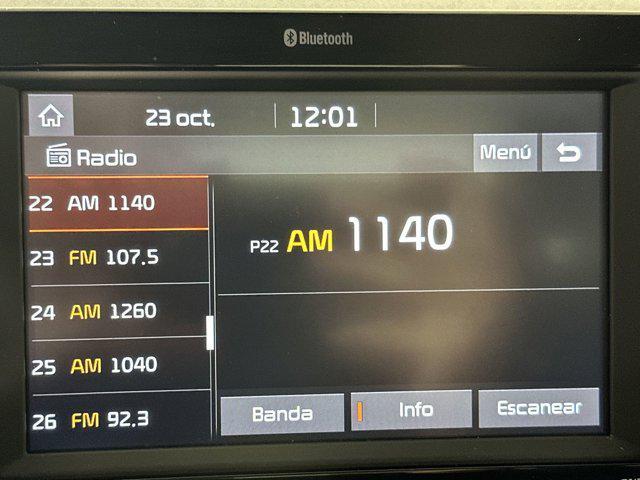 Bluetooth
23 oct. 12:01
Radio Menú
22 AM 1140
23 FM 107.5
24 AM 1260
25 AM 1040
26 FM 92.3
P22 AM 1140
Banda Info Escanear